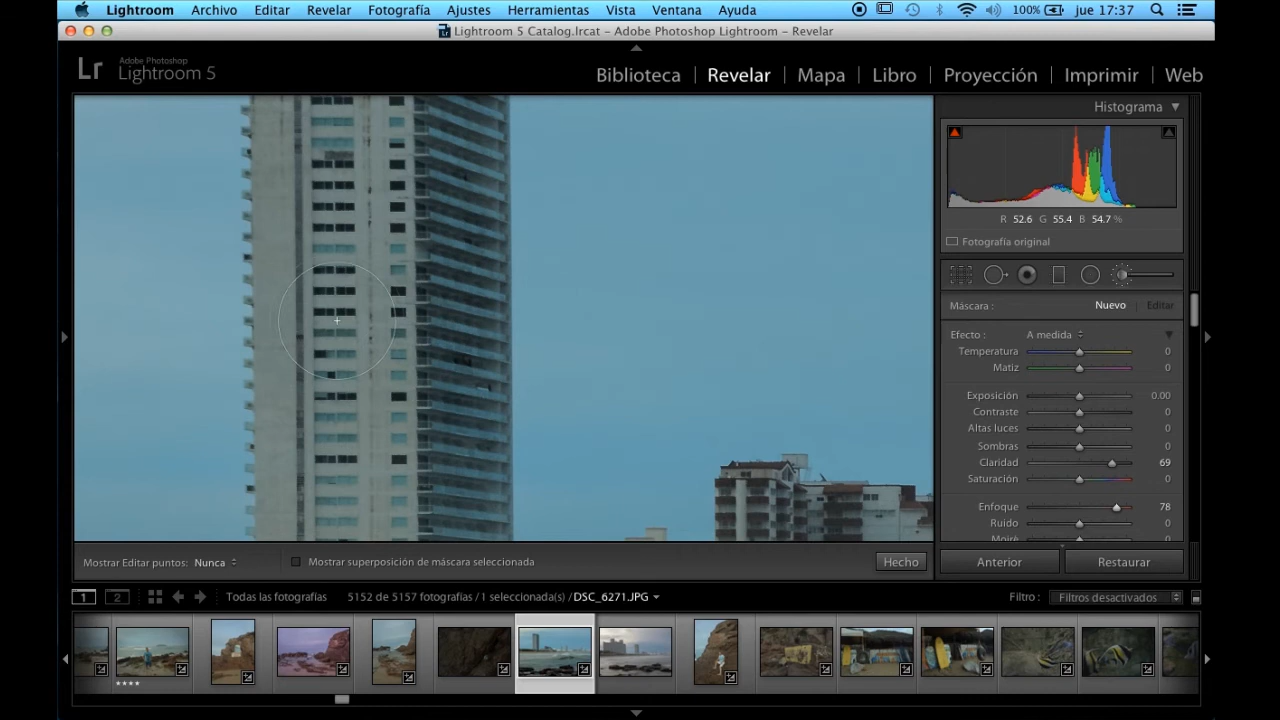 Lightroom Archivo Editar Revelar Fotografía Ajustes Herramientas Vista Ventana Ayuda 100% jue 17:37
Lightroom 5 Catalog.lrcat – Adobe Photoshop Lightroom – Revelar
Lr Adobe Photoshop
Lightroom 5
Biblioteca | Revelar | Mapa | Libro | Proyección | Imprimir | Web
Histograma
R 52.6 G 55.4 B 54.7 %
Fotografía original
Máscara : Nuevo Editar
Efecto : A medida
Temperatura 0
Matiz 0
Exposición 0.00
Contraste 0
Altas luces 0
Sombras 0
Claridad 69
Saturación 0
Enfoque 78
Ruido 0
Moiré 0
Mostrar Editar puntos: Nunca Mostrar superposición de máscara seleccionada Hecho
Anterior Restaurar
1 2 Todas las fotografías 5152 de 5157 fotografías / 1 seleccionada(s) / DSC_6271.JPG Filtro : Filtros desactivados
★★★★